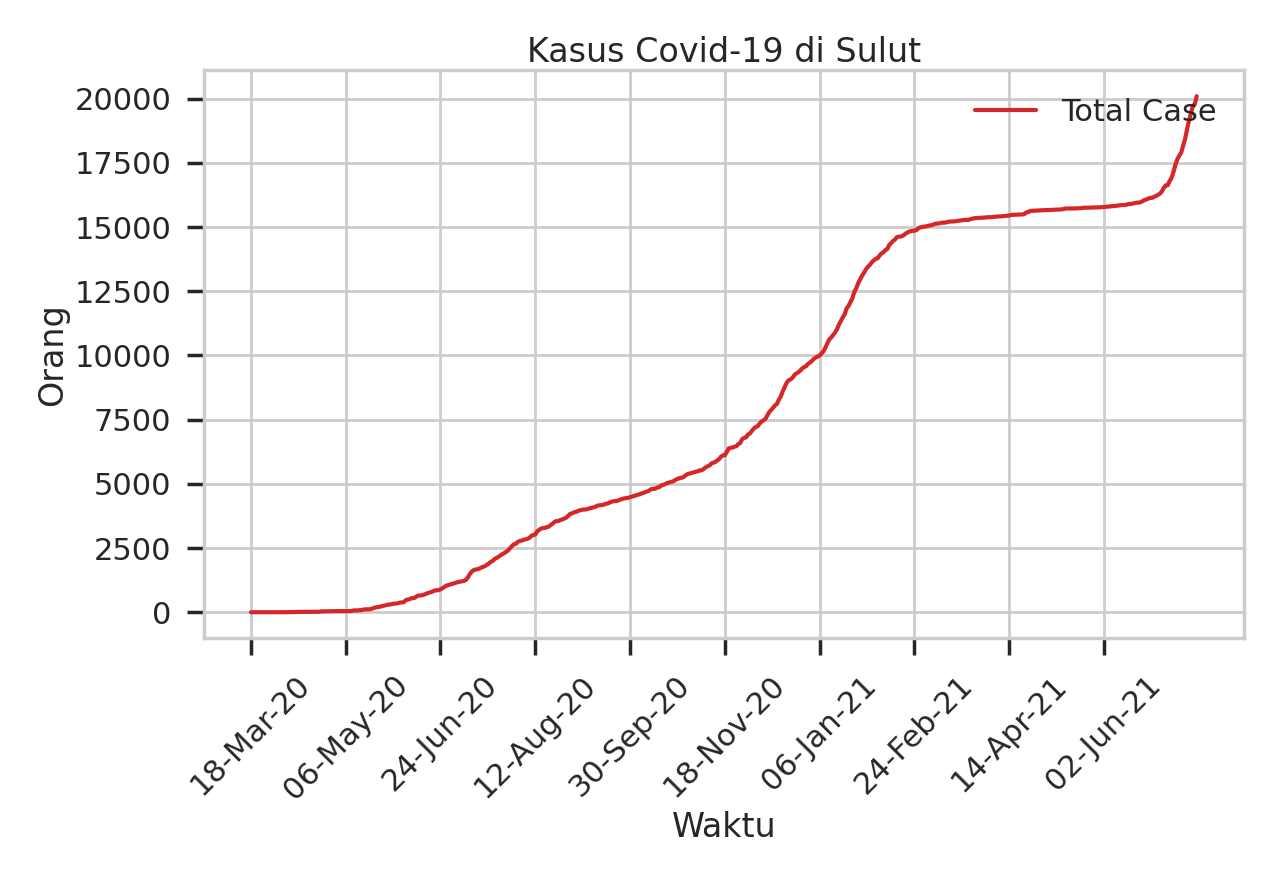 Kasus Covid-19 di Sulut
Total Case
20000
17500
15000
12500
10000
7500
5000
2500
0
Orang
18-Mar-20
06-May-20
24-Jun-20
12-Aug-20
30-Sep-20
18-Nov-20
06-Jan-21
24-Feb-21
14-Apr-21
02-Jun-21
Waktu